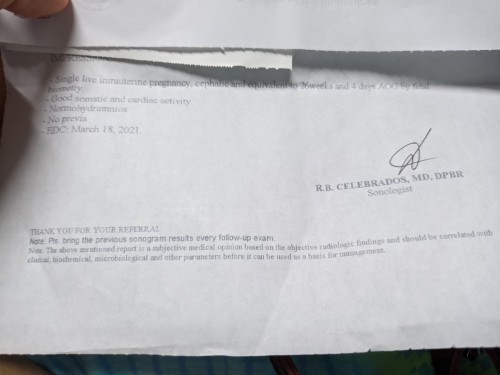 IMPRESSION
- Single live intrauterine pregnancy, cephalic and equivalent to 26weeks and 4 days AOG by fetal
biometry.
- Good somatic and cardiac activity
- Normohydramnios
- No previa
- EDC: March 18, 2021.
R.B. CELEBRADOS, MD, DPBR
Sonologist
THANK YOU FOR YOUR REFERRAL
Note: Pls. bring the previous sonogram results every follow-up exam.
Note: The above mentioned report is a subjective medical opinion based on the objective radiologic findings and should be correlated with
clinical, biochemical, microbiological and other parameters before it can be used as a basis for management.